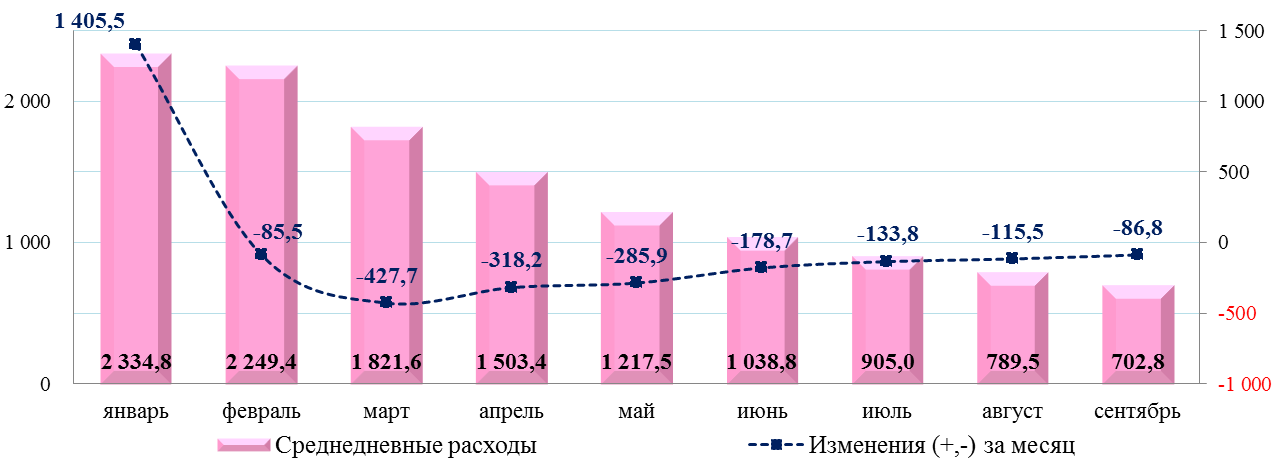 1 405,5
1 500
2 000
1 000
500
-85,5
-427,7
-318,2
-285,9
-178,7
-133,8
-115,5
-86,8
1 000
0
-500
2 334,8
2 249,4
1 821,6
1 503,4
1 217,5
1 038,8
905,0
789,5
702,8
0
-1 000
январь
февраль
март
апрель
май
июнь
июль
август
сентябрь
Среднедневные расходы
Изменения (+,-) за месяц